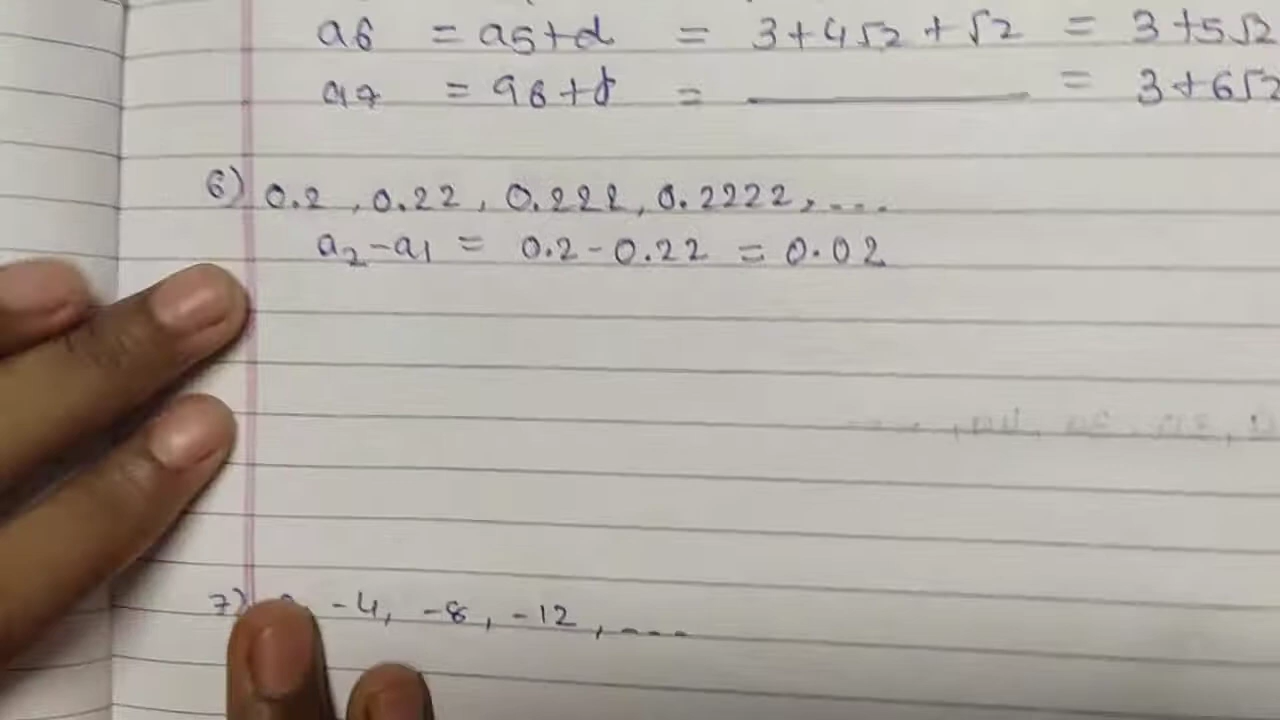 a6 = a5+d = 3+4√2+√2 = 3+5√2
a7 = a6+d = ———— = 3+6√2
6) 0.2, 0.22, 0.222, 0.2222, ...
a2-a1 = 0.2-0.22 = 0.02
7) -4, -8, -12, ---